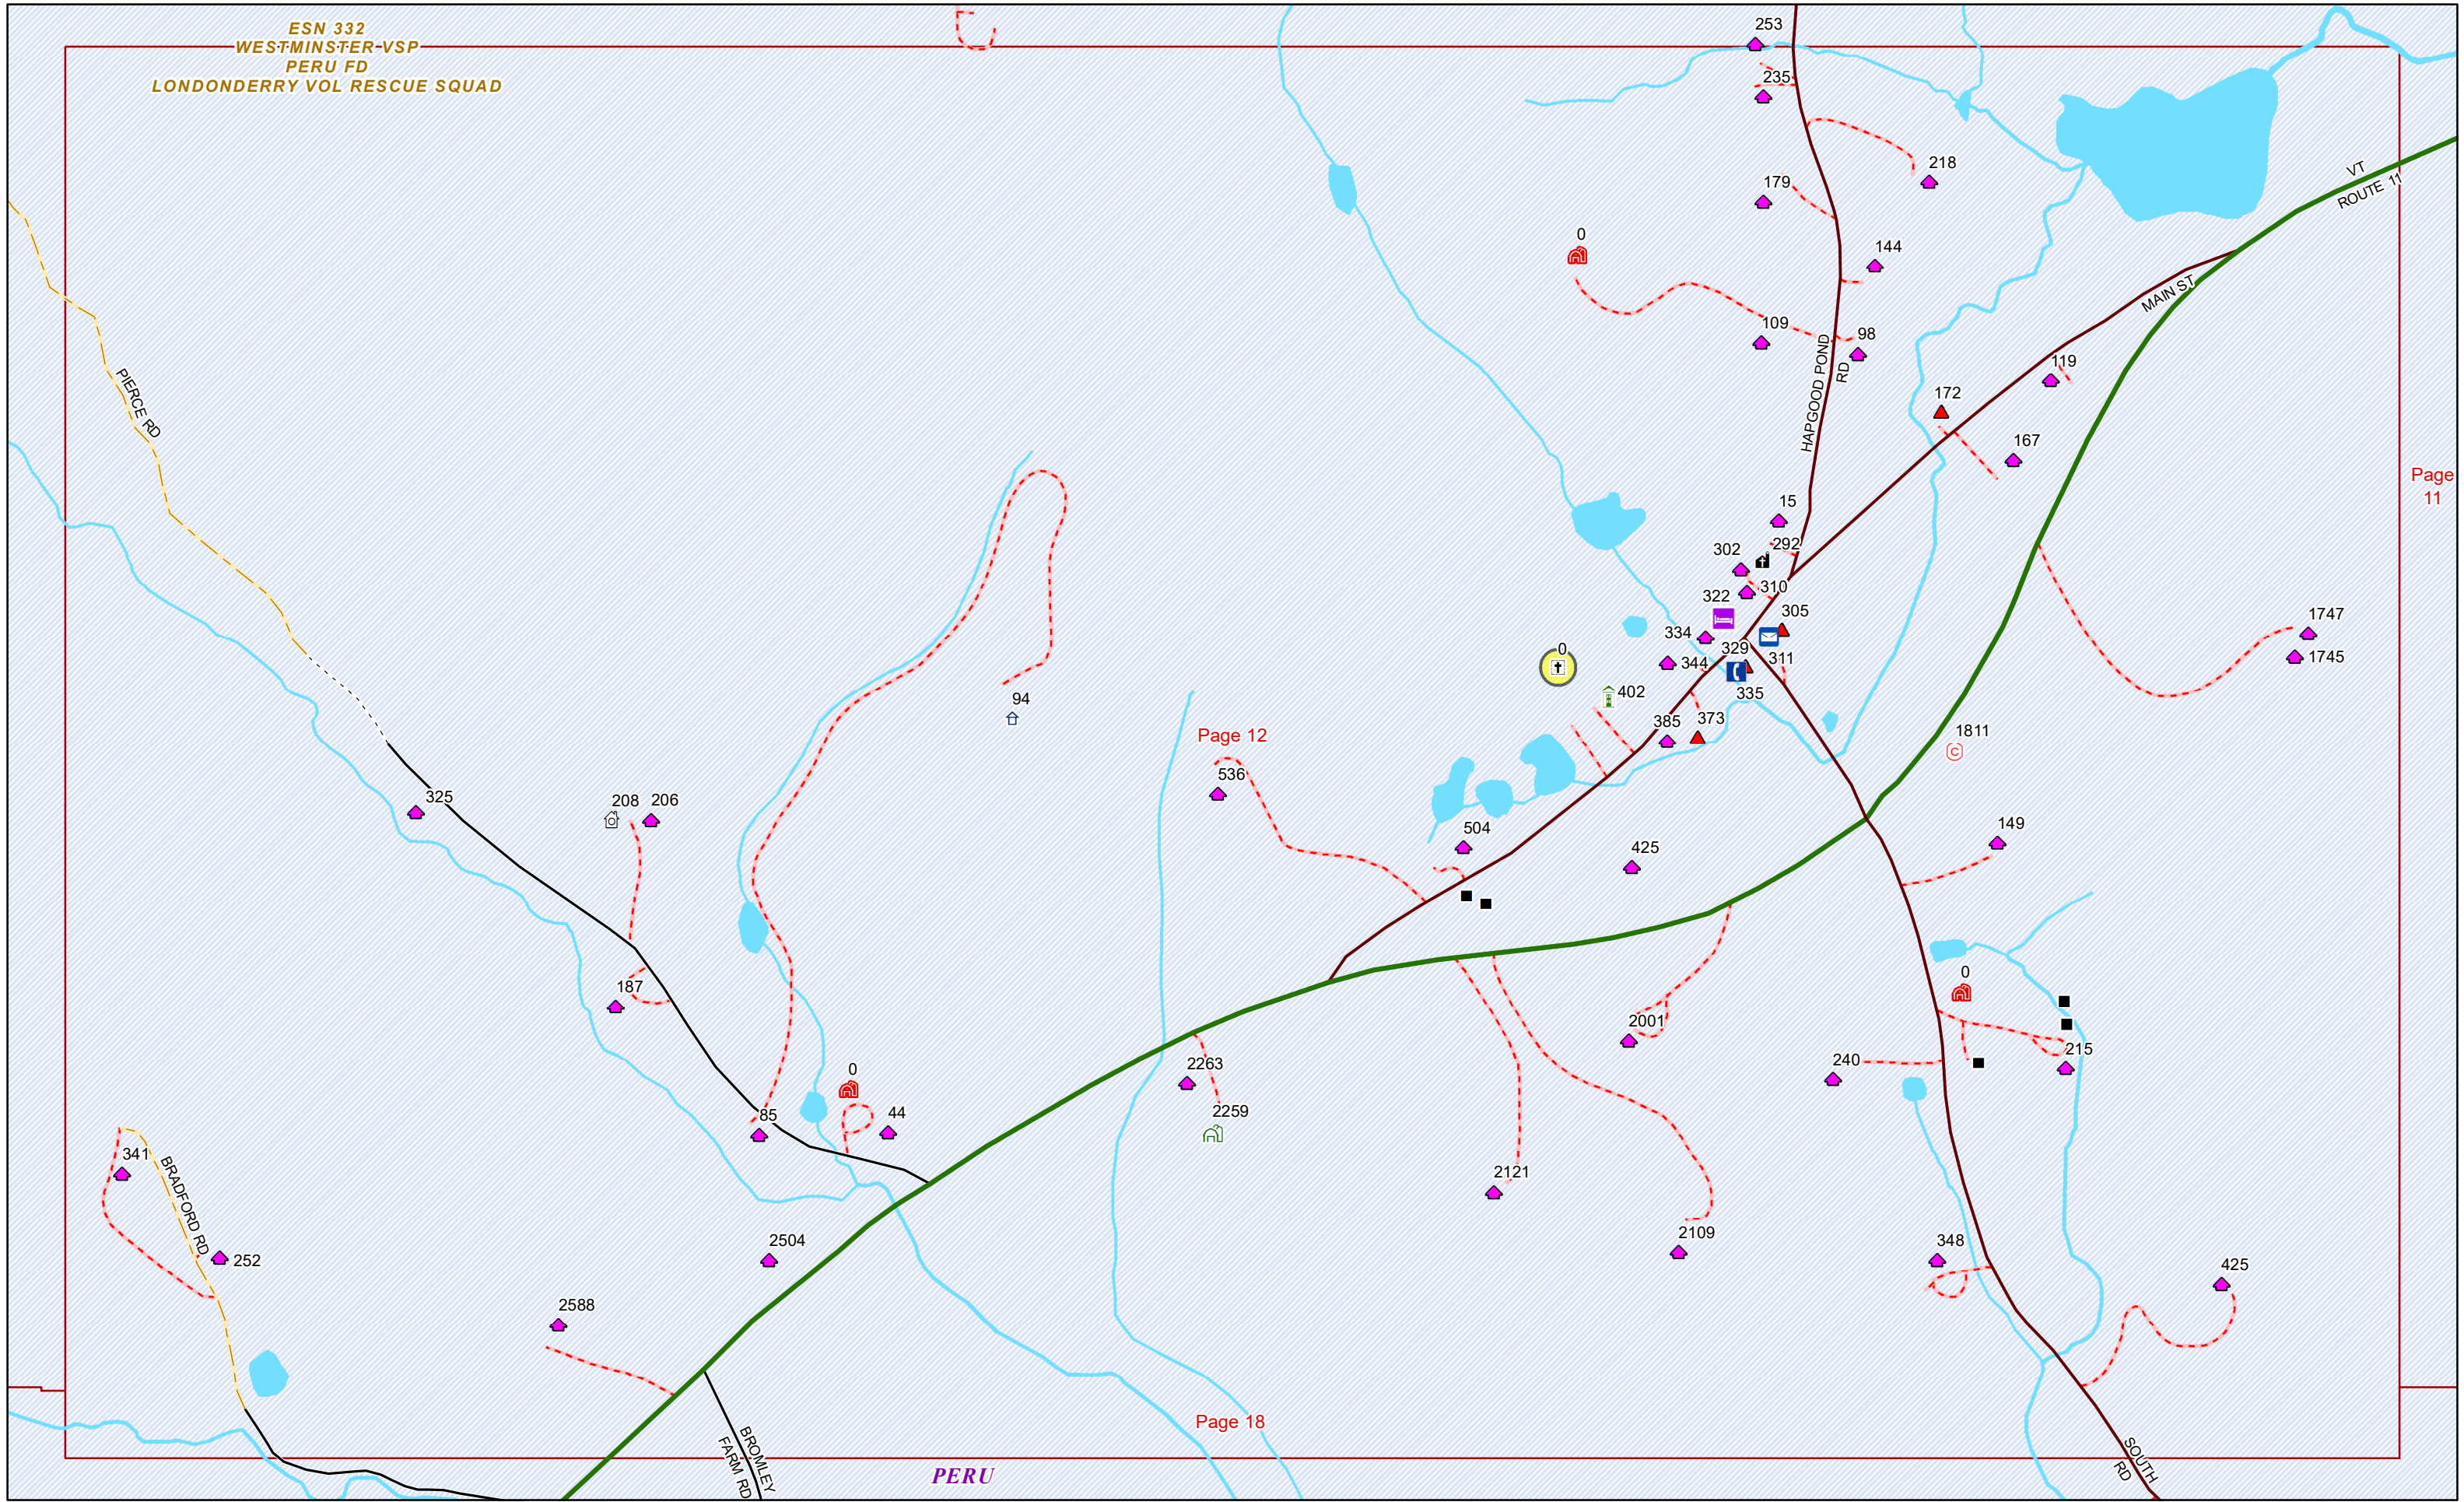 ESN 332
WESTMINSTER VSP
PERU FD
LONDONDERRY VOL RESCUE SQUAD
253
235
218
179
144
0
109
98
HAPGOOD POND
RD
VT
ROUTE 11
MAIN ST
119
172
167
PIERCE RD
Page
11
15
292
302
310
322
305
334
329
311
344
0
335
402
385
373
1747
1745
94
1811
Page 12
536
325
208
206
504
425
149
187
0
2001
215
240
2263
2259
0
44
85
341
BRADFORD RD
252
2121
2109
348
425
2504
2588
Page 18
BROMLEY
FARM RD
PERU
SOUTH
RD